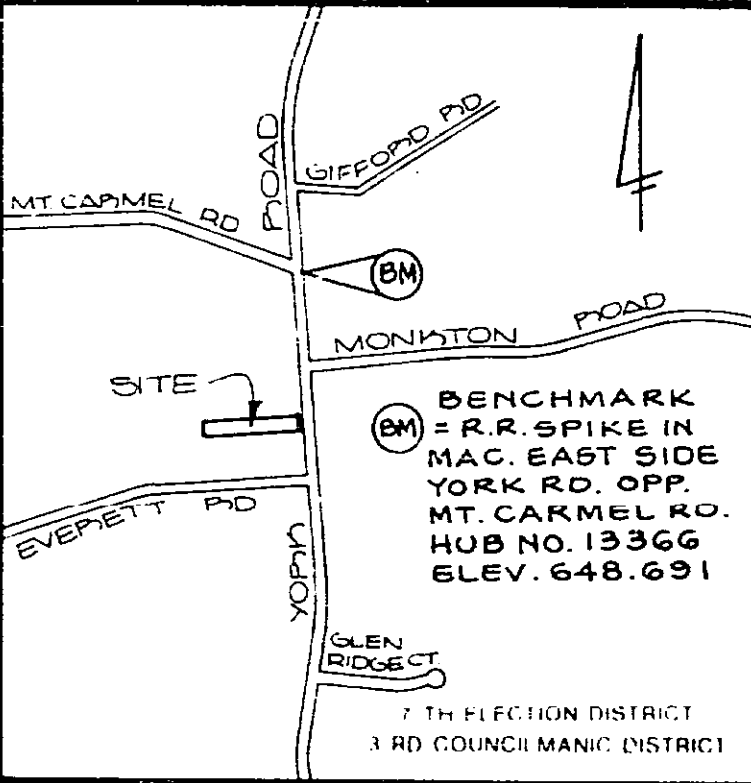 GIFFORD RD
MT. CARMEL RD
ROAD
BM
MONKTON ROAD
SITE
BM BENCHMARK
= R.R. SPIKE IN
MAC. EAST SIDE
YORK RD. OPP.
MT. CARMEL RD.
HUB NO. 13366
ELEV. 648.691
EVERETT RD
YORK
GLEN
RIDGE CT.
7 TH ELECTION DISTRICT
3 RD COUNCILMANIC DISTRICT